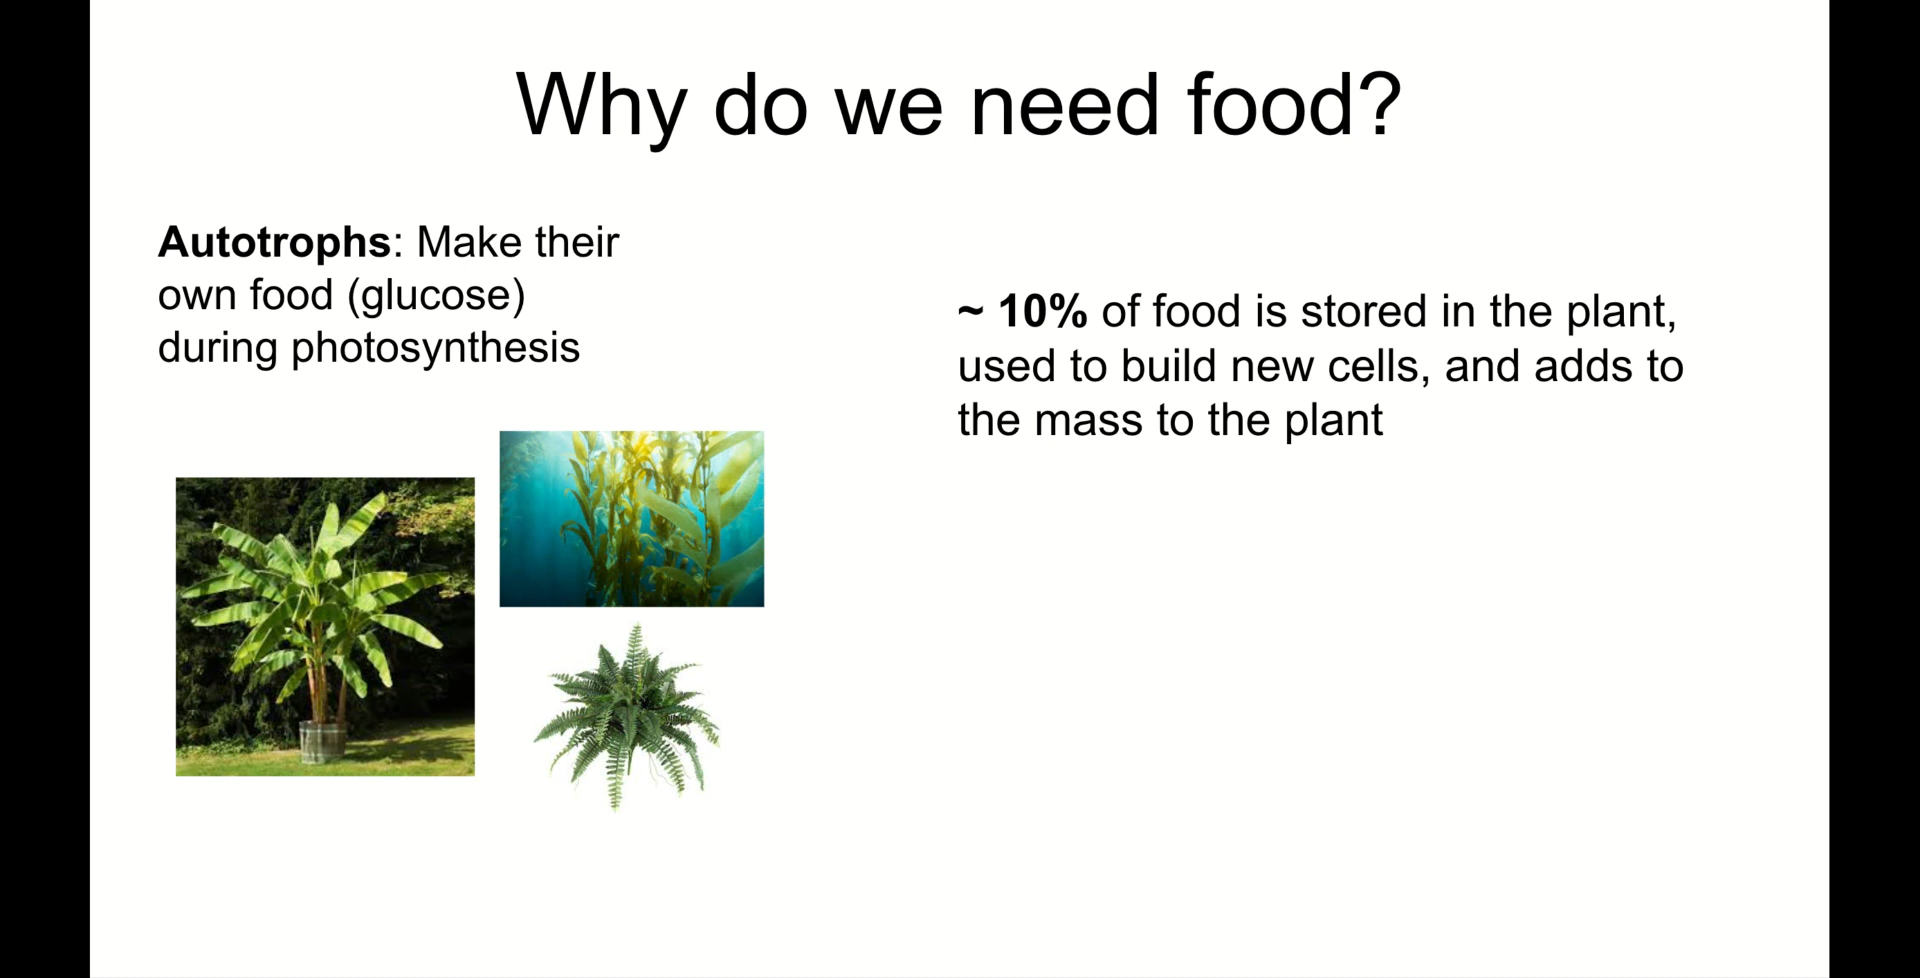 Why do we need food?
Autotrophs: Make their
own food (glucose)
during photosynthesis
~ 10% of food is stored in the plant,
used to build new cells, and adds to
the mass to the plant